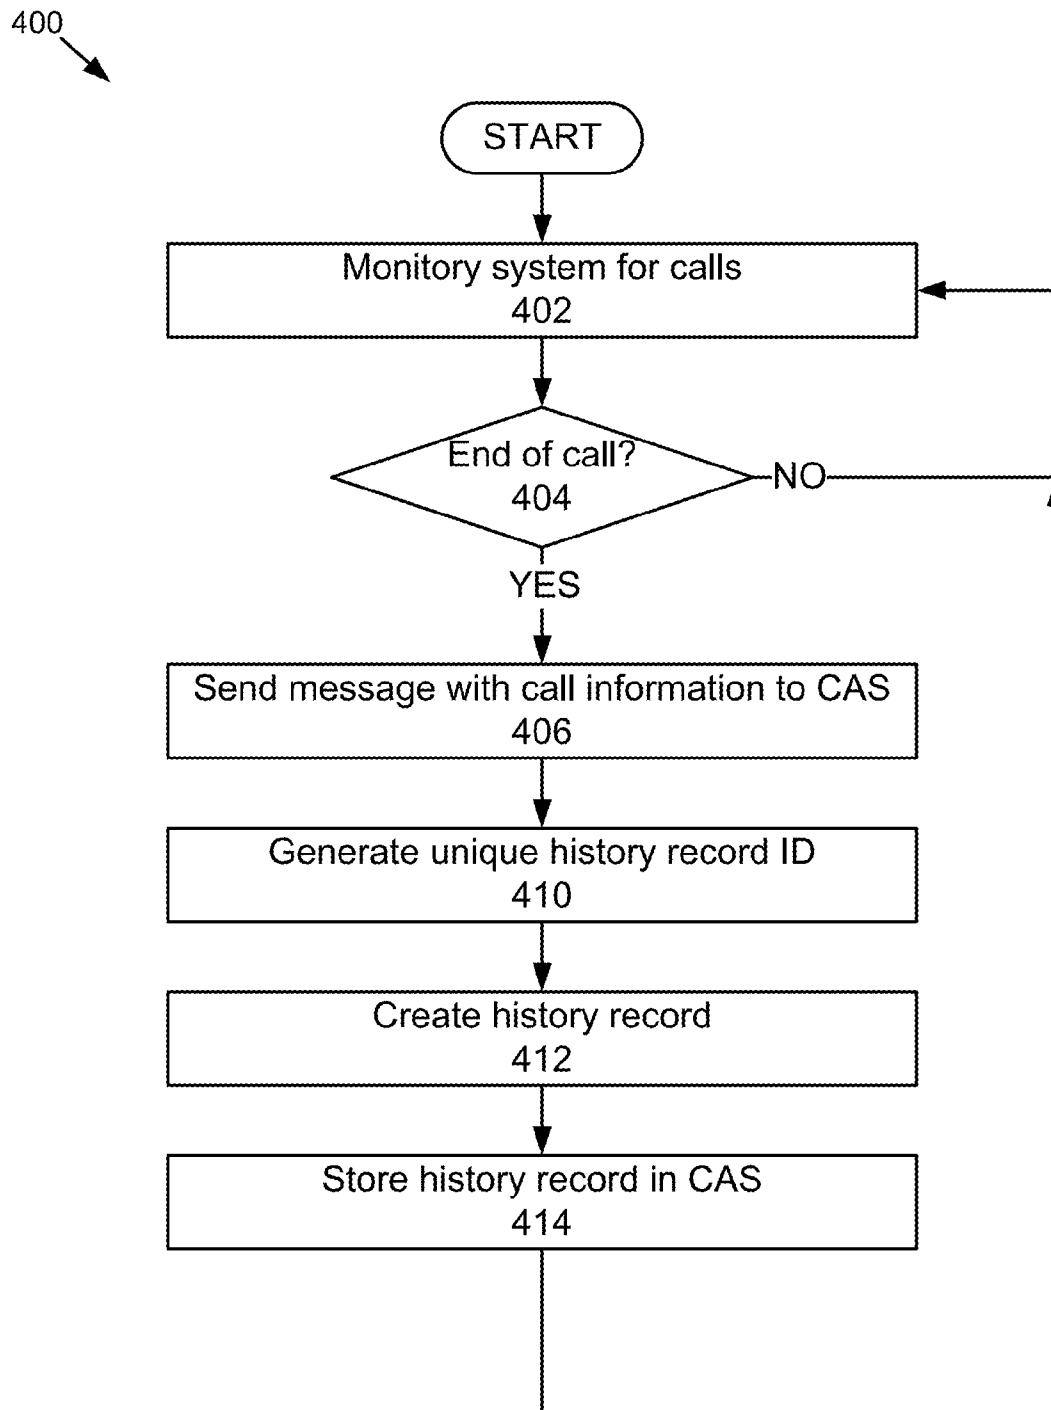 400
START
Monitory system for calls
402
End of call?
404
NO
YES
Send message with call information to CAS
406
Generate unique history record ID
410
Create history record
412
Store history record in CAS
414